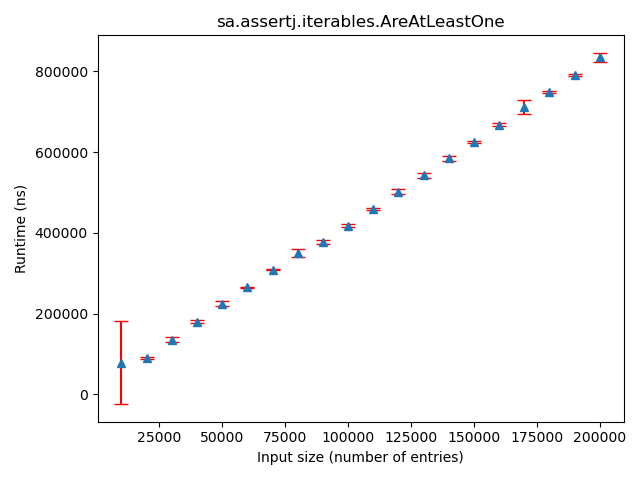 sa.assertj.iterables.AreAtLeastOne
800000
600000
400000
200000
0
Runtime (ns)
25000 50000 75000 100000 125000 150000 175000 200000
Input size (number of entries)